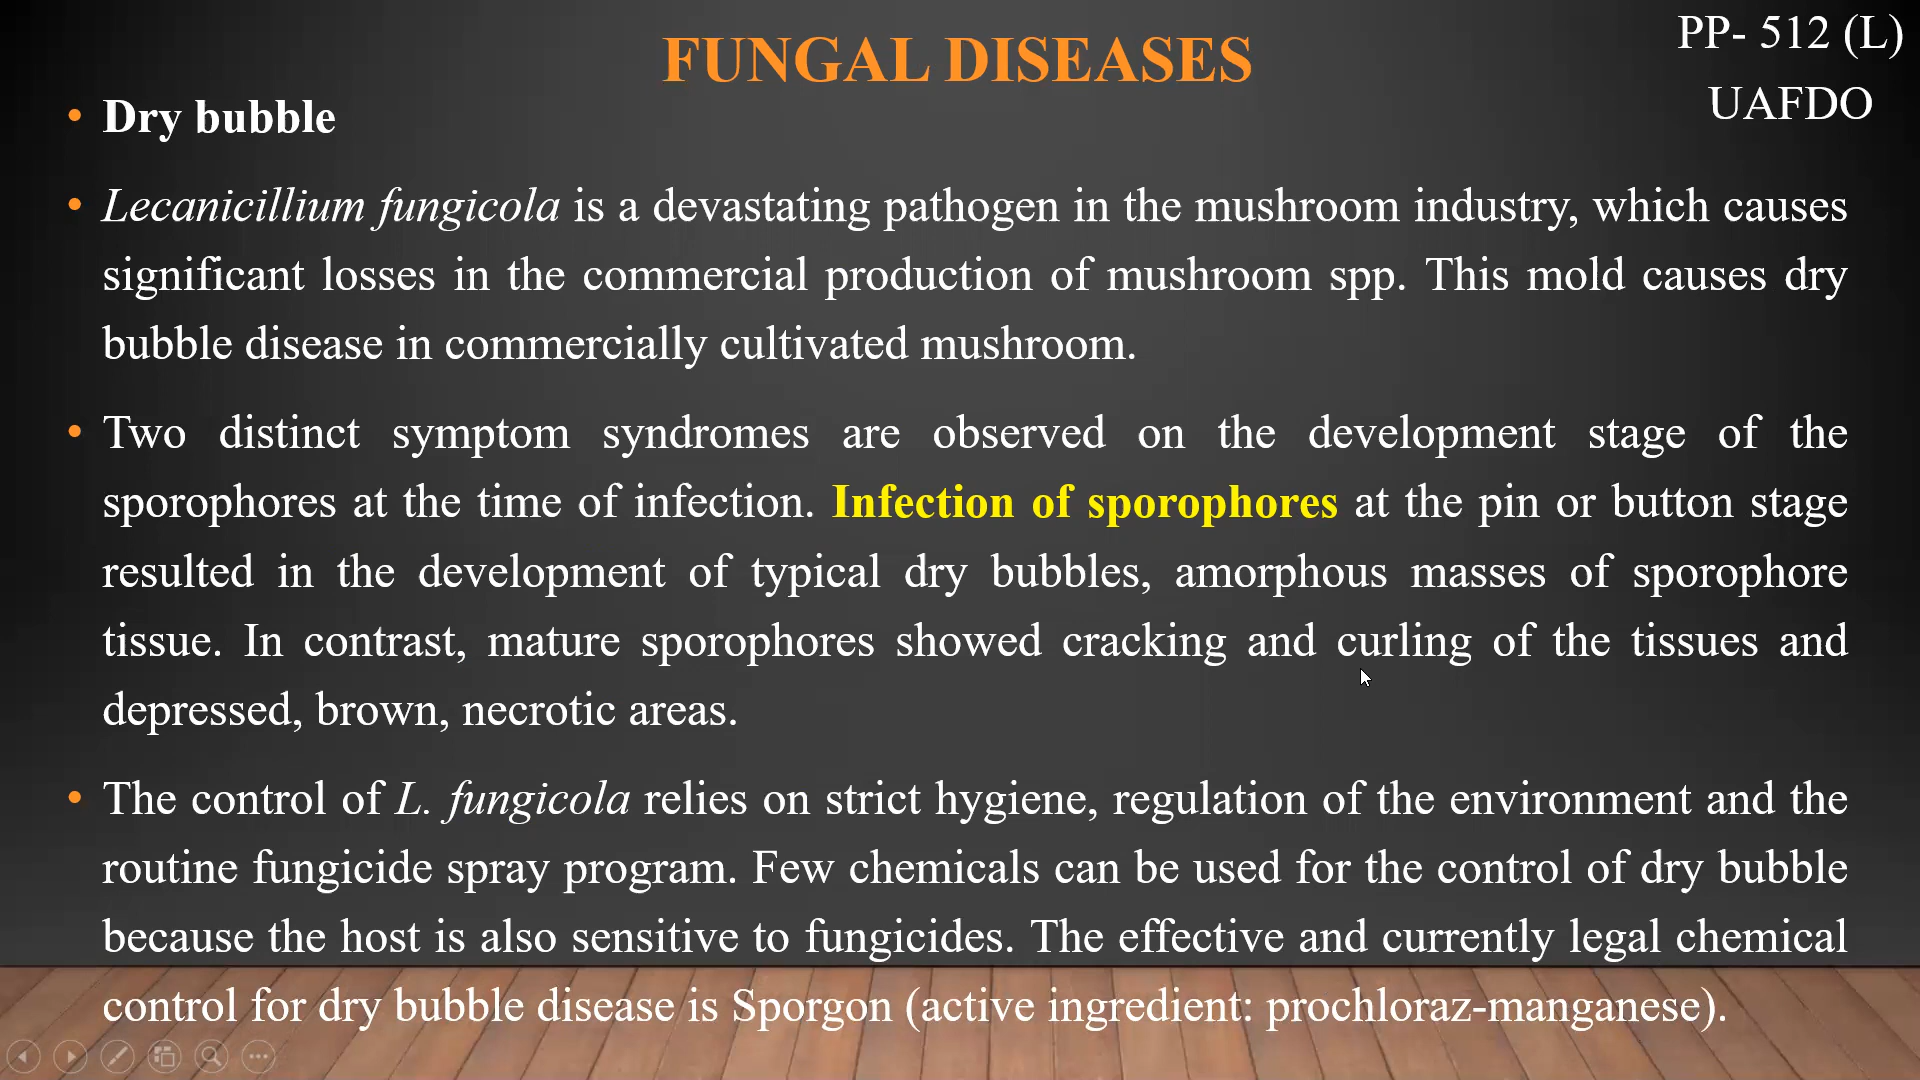 FUNGAL DISEASES
PP- 512 (L)
UAFDO
• Dry bubble
• Lecanicillium fungicola is a devastating pathogen in the mushroom industry, which causes
significant losses in the commercial production of mushroom spp. This mold causes dry
bubble disease in commercially cultivated mushroom.
• Two distinct symptom syndromes are observed on the development stage of the
sporophores at the time of infection. Infection of sporophores at the pin or button stage
resulted in the development of typical dry bubbles, amorphous masses of sporophore
tissue. In contrast, mature sporophores showed cracking and curling of the tissues and
depressed, brown, necrotic areas.
• The control of L. fungicola relies on strict hygiene, regulation of the environment and the
routine fungicide spray program. Few chemicals can be used for the control of dry bubble
because the host is also sensitive to fungicides. The effective and currently legal chemical
control for dry bubble disease is Sporgon (active ingredient: prochloraz-manganese).